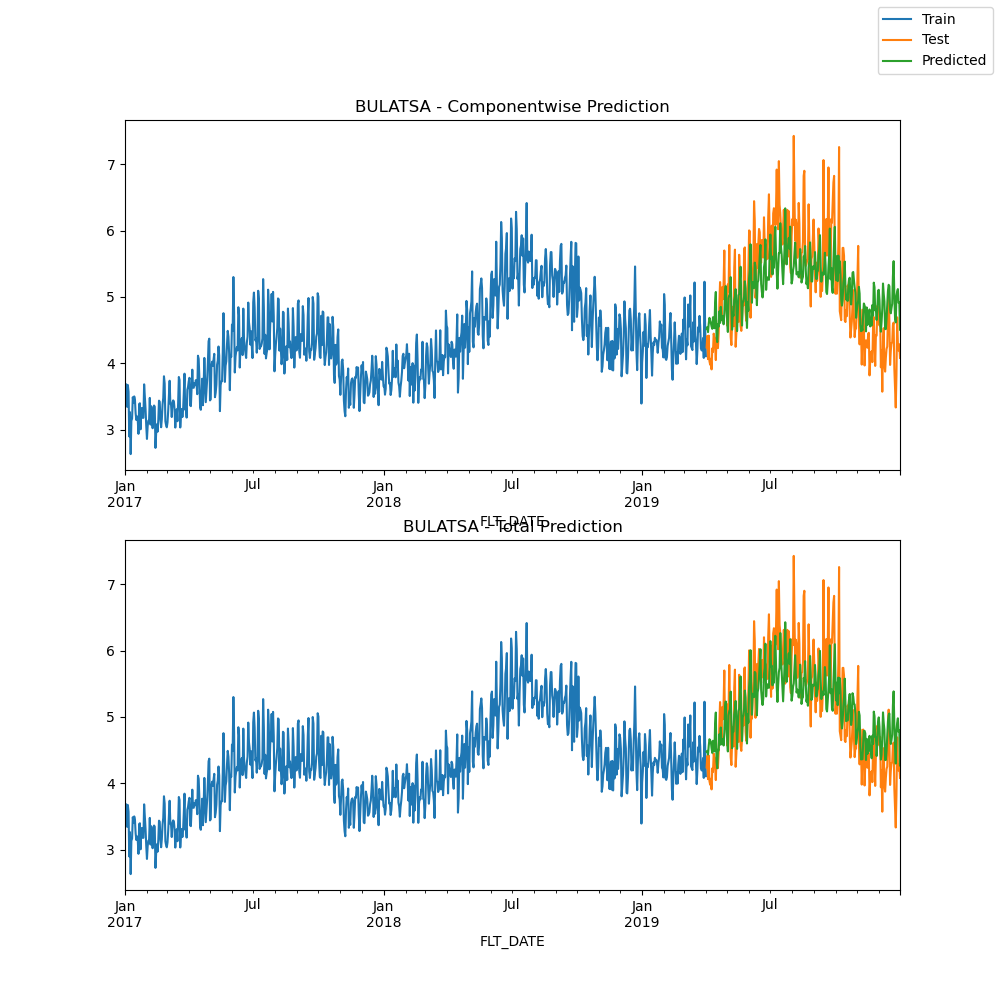 Train
Test
Predicted
BULATSA - Componentwise Prediction
7
6
5
4
3
Jan Jul Jan Jul Jan Jul
2017 2018 2019
FLT_DATE
BULATSA - Total Prediction
7
6
5
4
3
Jan Jul Jan Jul Jan Jul
2017 2018 2019
FLT_DATE